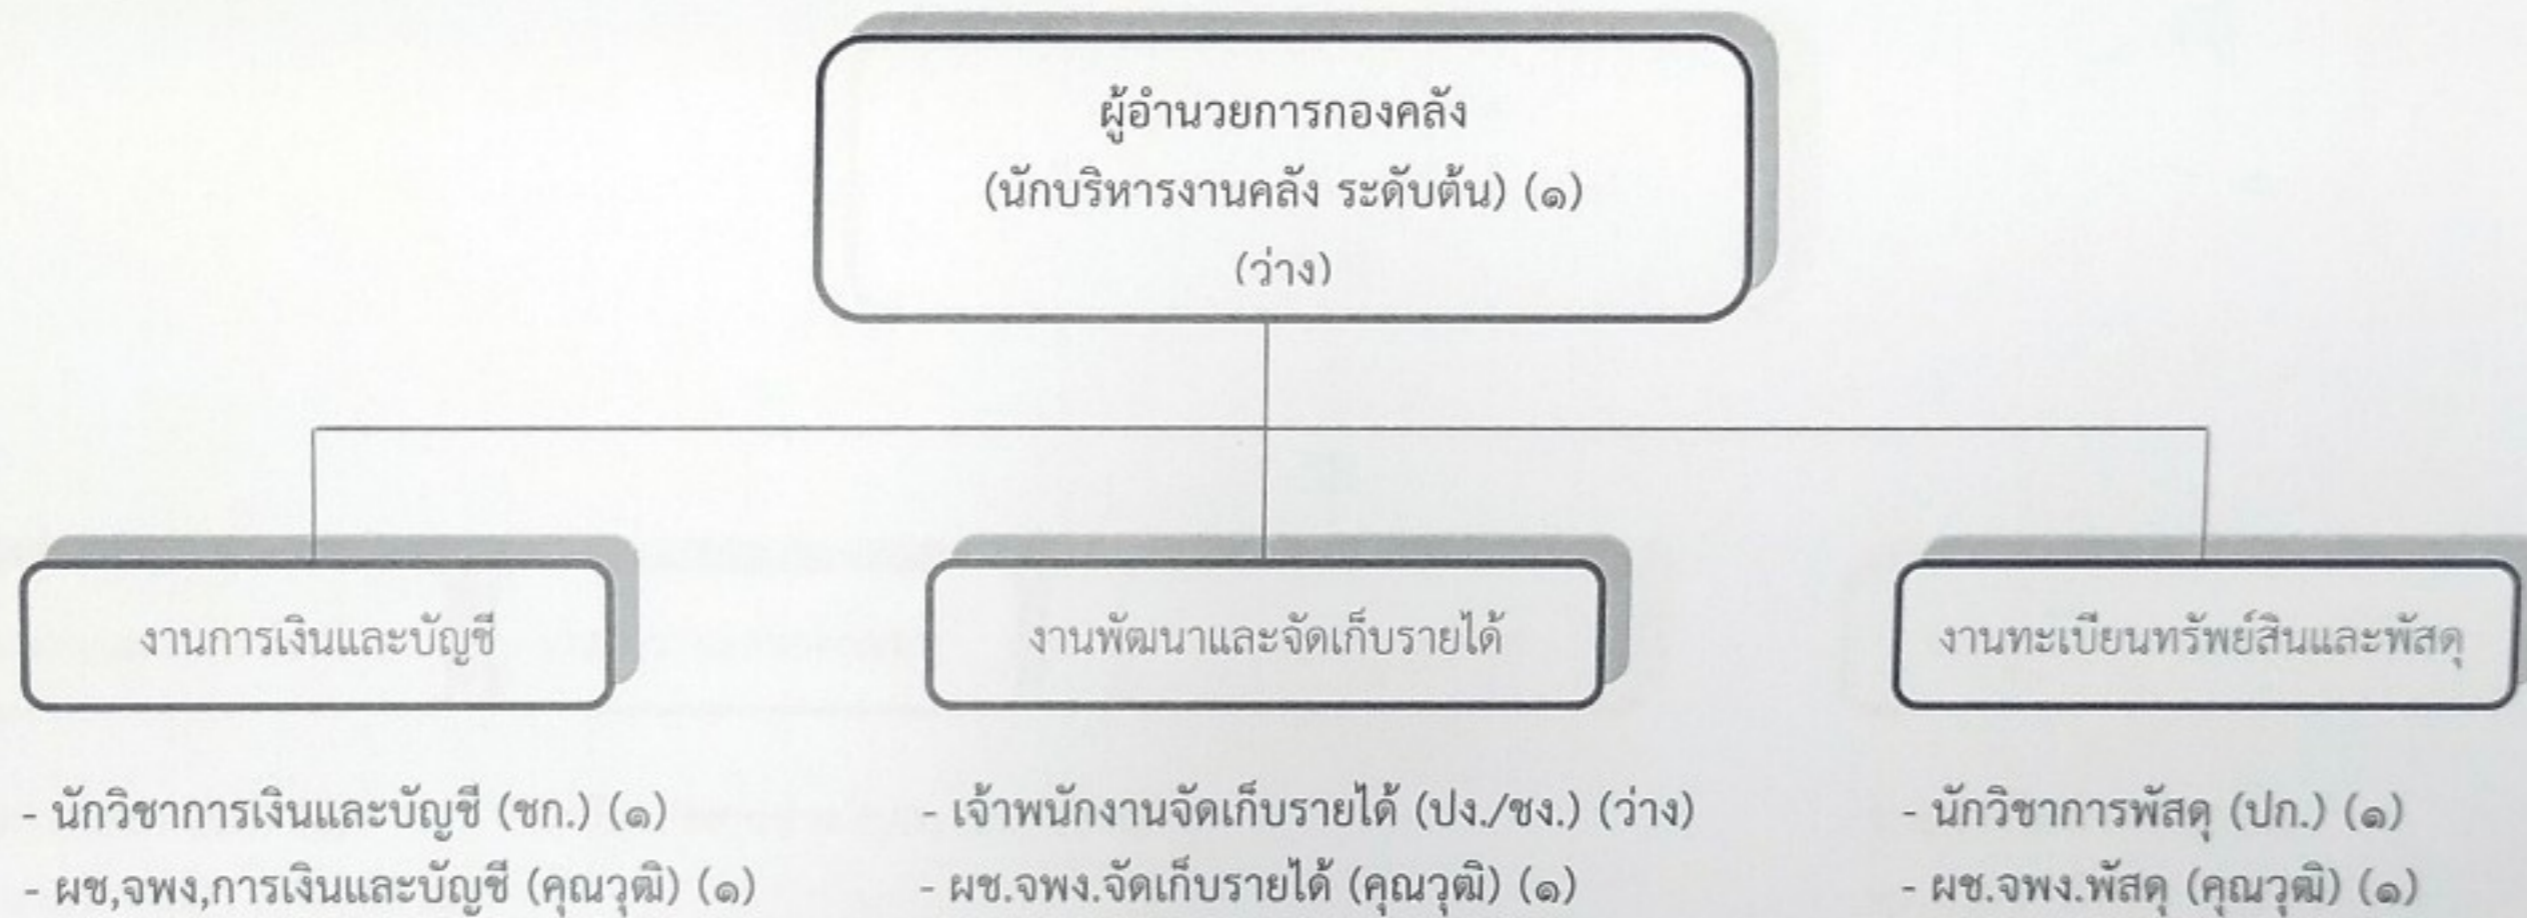 ผู้อำนวยการกองคลัง
(นักบริหารงานคลัง ระดับต้น) (๑)
(ว่าง)
งานการเงินและบัญชี
งานพัฒนาและจัดเก็บรายได้
งานทะเบียนทรัพย์สินและพัสดุ
- นักวิชาการเงินและบัญชี (ชก.) (๑)
- ผช,จพง,การเงินและบัญชี (คุณวุฒิ) (๑)
- เจ้าพนักงานจัดเก็บรายได้ (ปง./ชง.) (ว่าง)
- ผช.จพง.จัดเก็บรายได้ (คุณวุฒิ) (๑)
- นักวิชาการพัสดุ (ปก.) (๑)
- ผช.จพง.พัสดุ (คุณวุฒิ) (๑)